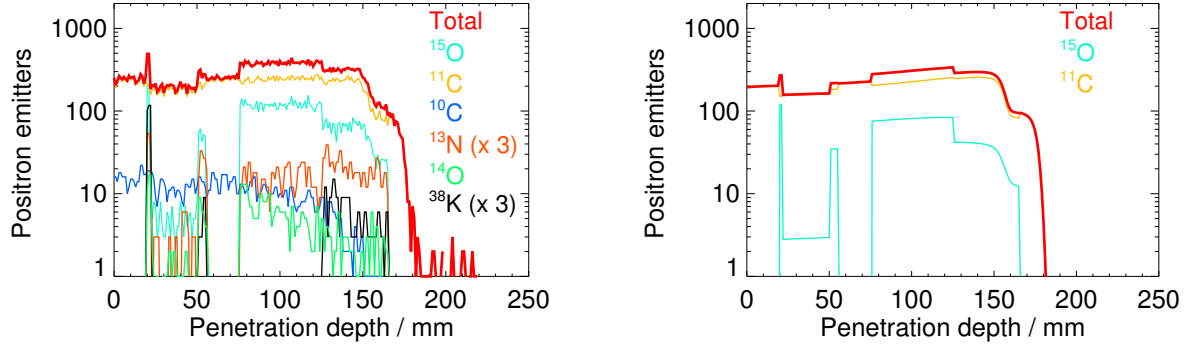 Positron emitters
1000
100
10
1
0
50
100
150
200
250
Penetration depth / mm
Total
¹⁵O
¹¹C
¹⁰C
¹³N (x 3)
¹⁴O
³⁸K (x 3)
Positron emitters
1000
100
10
1
0
50
100
150
200
250
Penetration depth / mm
Total
¹⁵O
¹¹C